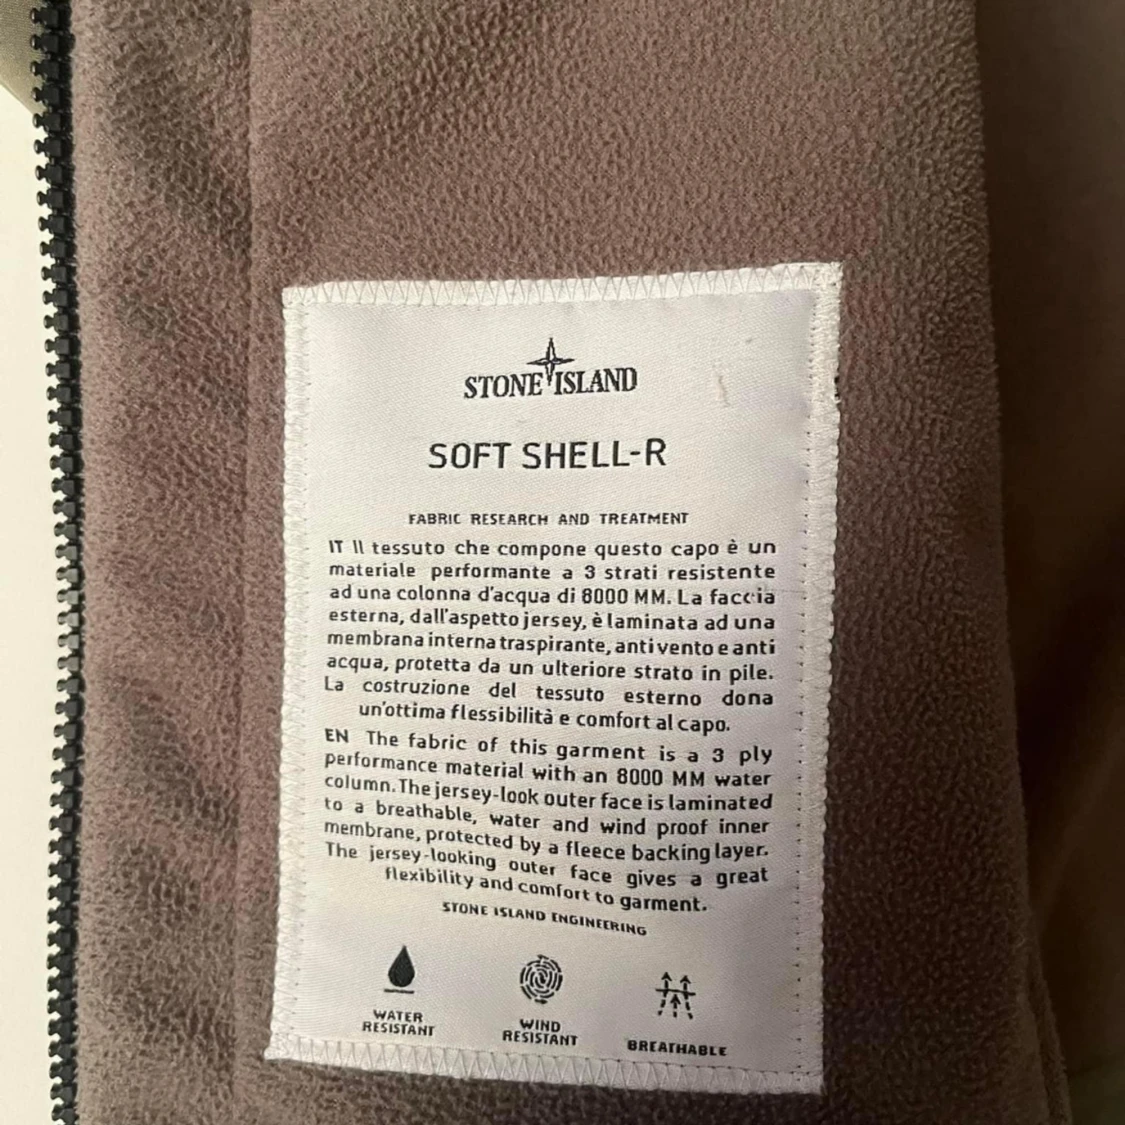 STONE ISLAND
SOFT SHELL-R
FABRIC RESEARCH AND TREATMENT
IT Il tessuto che compone questo capo è un
materiale performante a 3 strati resistente
ad una colonna d'acqua di 8000 MM. La faccia
esterna, dall'aspetto jersey, è laminata ad una
membrana interna traspirante, antivento e anti
acqua, protetta da un ulteriore strato in pile.
La costruzione del tessuto esterno dona
un'ottima flessibilità e comfort al capo.
EN The fabric of this garment is a 3 ply
performance material with an 8000 MM water
column. The jersey-look outer face is laminated
to a breathable, water and wind proof inner
membrane, protected by a fleece backing layer.
The jersey-looking outer face gives a great
flexibility and comfort to garment.
STONE ISLAND ENGINEERING
WATER
RESISTANT
WIND
RESISTANT
BREATHABLE